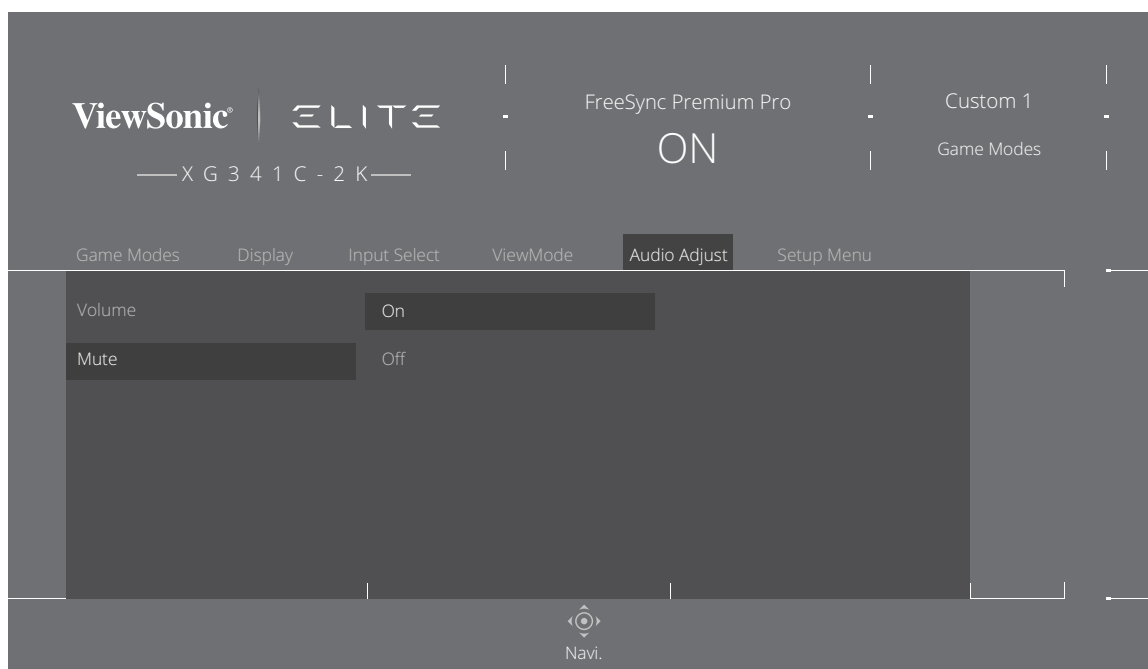 ViewSonic® | ELITE
XG341C-2K
FreeSync Premium Pro
ON
Custom 1
Game Modes
Game Modes Display Input Select ViewMode Audio Adjust Setup Menu
Volume On
Mute Off
Navi.